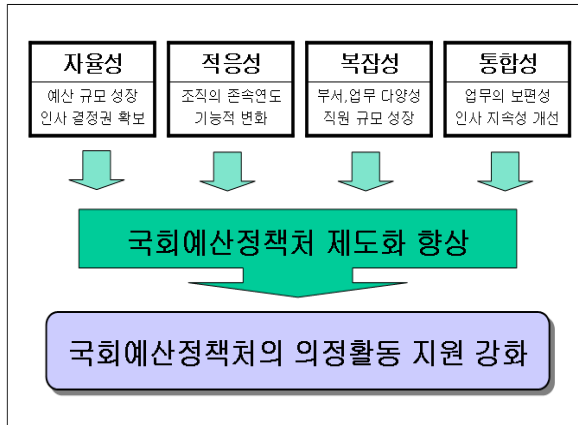 자율성
예산 규모 성장
인사 결정권 확보
적응성
조직의 존속연도
기능적 변화
복잡성
부서,업무 다양성
직원 규모 성장
통합성
업무의 보편성
인사 지속성 개선
국회예산정책처 제도화 향상
국회예산정책처의 의정활동 지원 강화